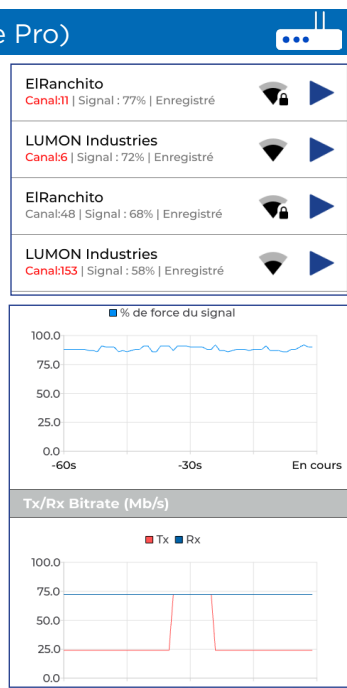 e Pro)
ElRanchito
Canal:11 | Signal : 77% | Enregistré
LUMON Industries
Canal:6 | Signal : 72% | Enregistré
ElRanchito
Canal:48 | Signal : 68% | Enregistré
LUMON Industries
Canal:153 | Signal : 58% | Enregistré
% de force du signal
100.0
75.0
50.0
25.0
0.0
-60s -30s En cours
Tx/Rx Bitrate (Mb/s)
Tx Rx
100.0
75.0
50.0
25.0
0.0